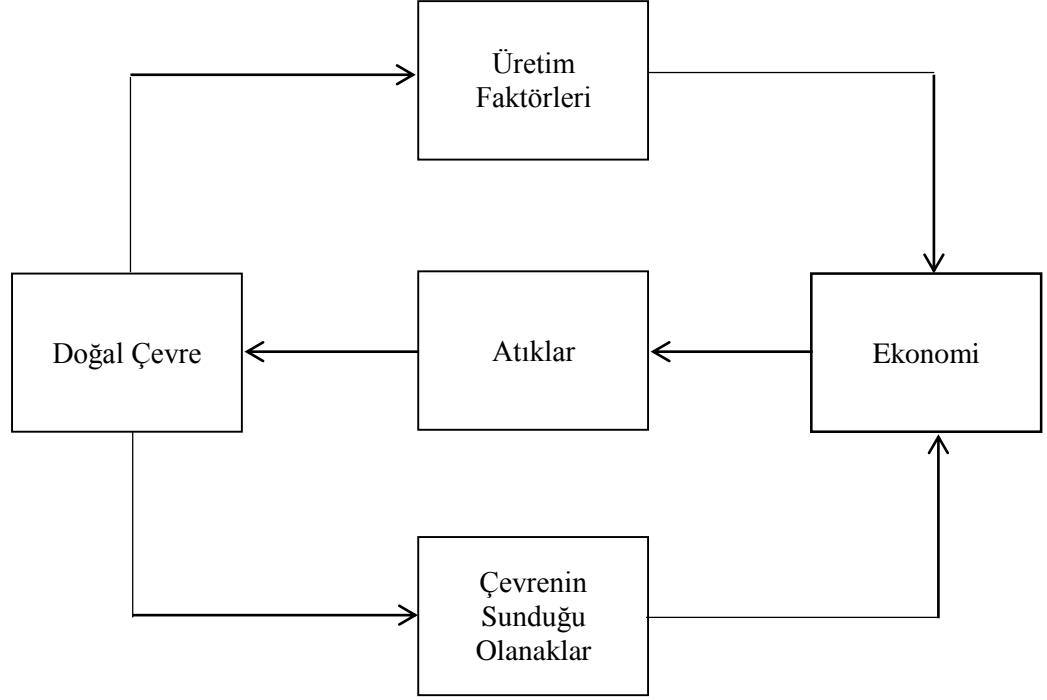 Üretim
Faktörleri
Doğal Çevre
Atıklar
Ekonomi
Çevrenin
Sunduğu
Olanaklar